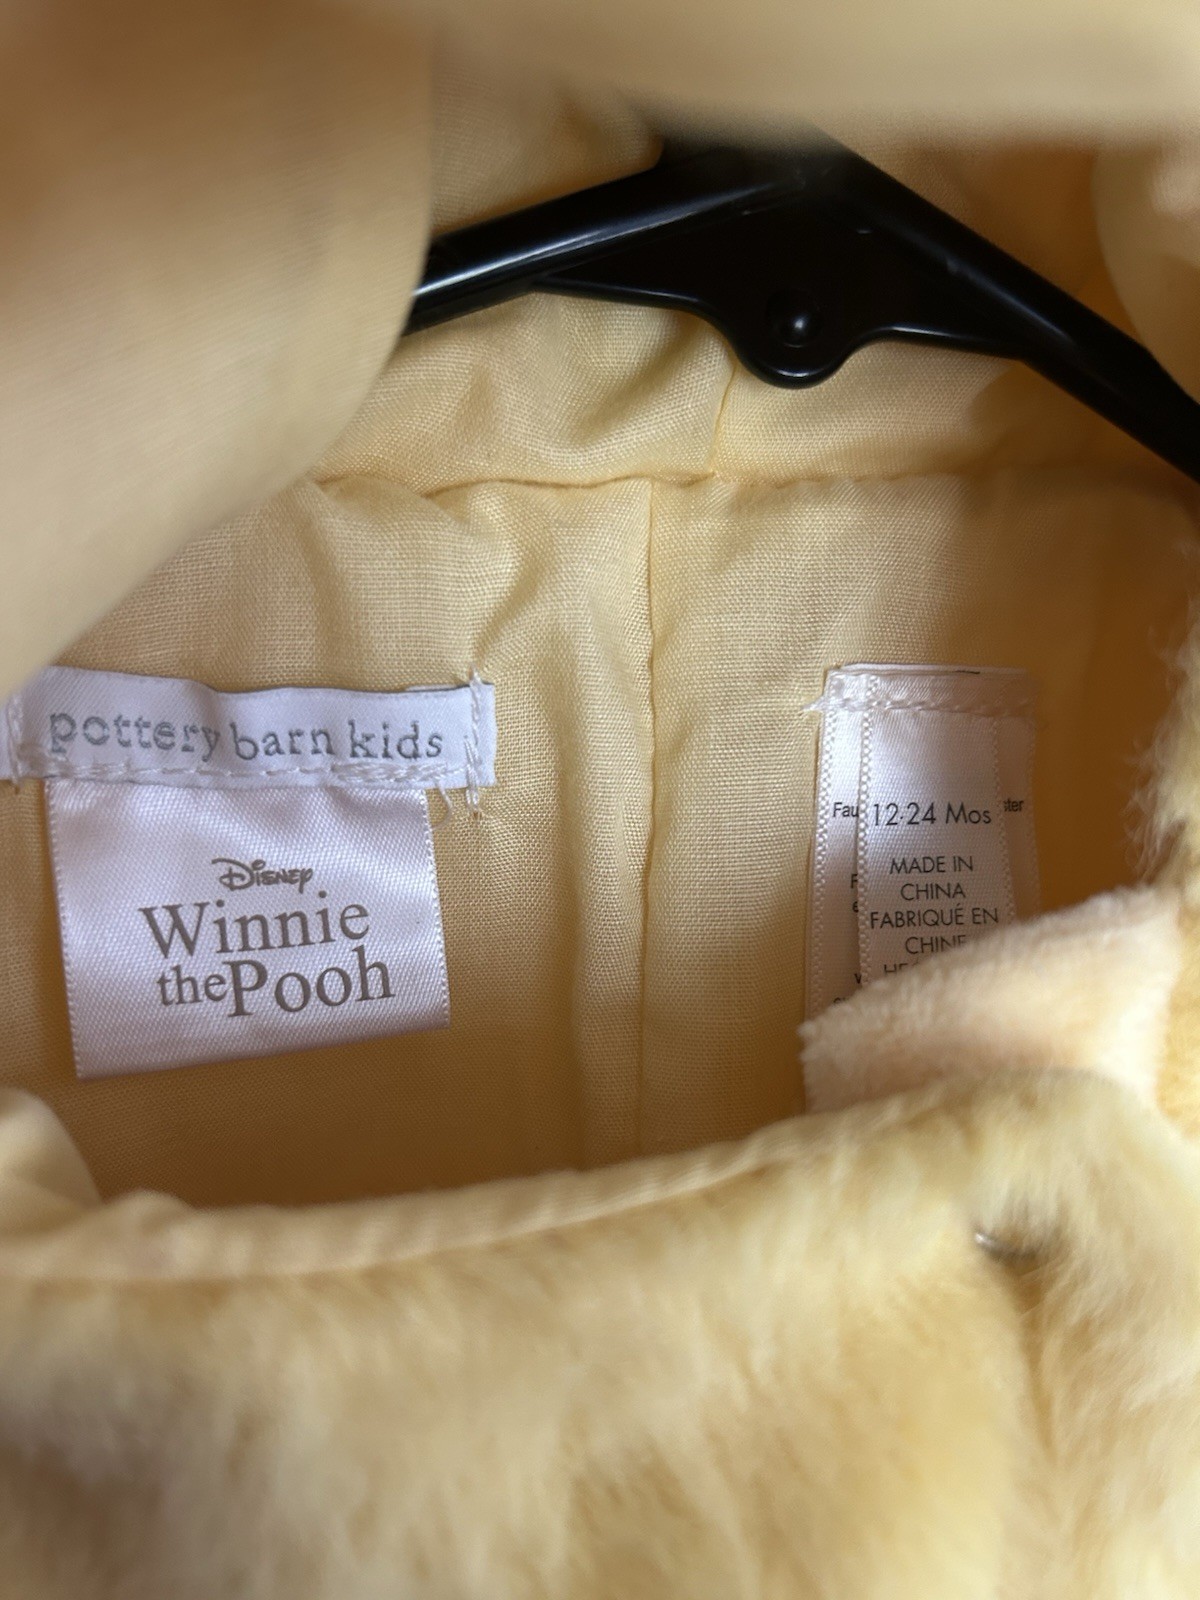 pottery barn kids
Disney
Winnie
the Pooh
12-24 Mos
MADE IN
CHINA
FABRIQUÉ EN
CHINE